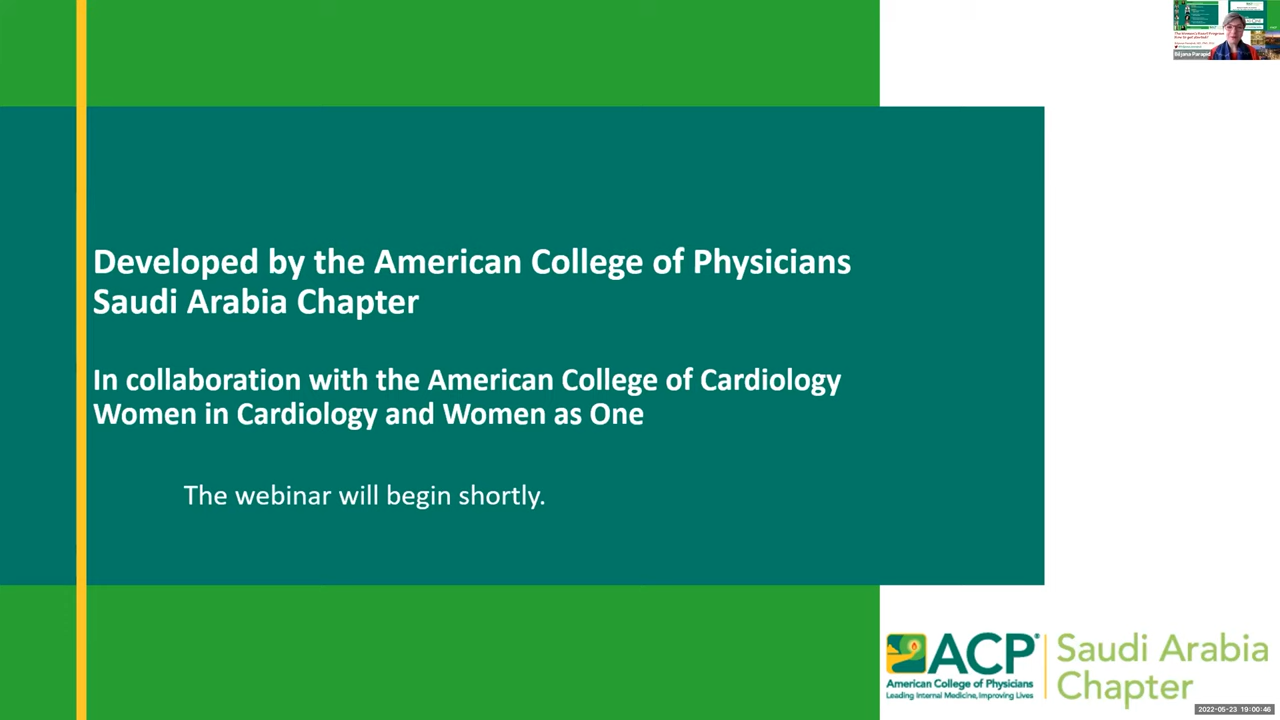 Developed by the American College of Physicians
Saudi Arabia Chapter
In collaboration with the American College of Cardiology
Women in Cardiology and Women as One
The webinar will begin shortly.
ACP®
American College of Physicians
Leading Internal Medicine, Improving Lives
Saudi Arabia
Chapter
2022-05-23 19:00:46